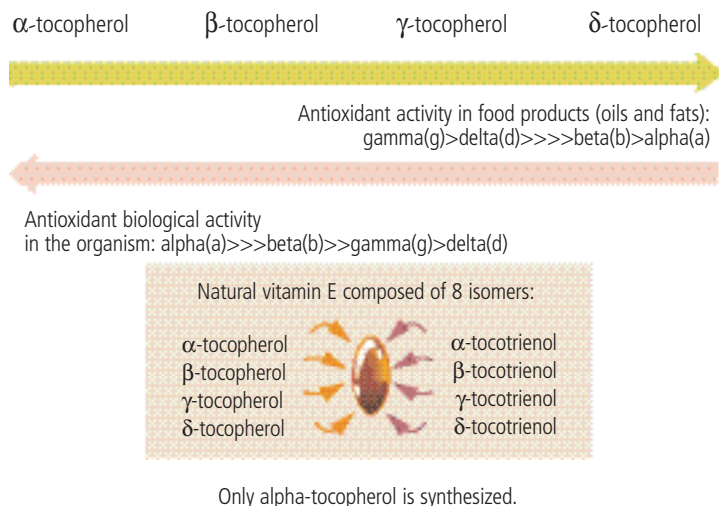 α-tocopherol β-tocopherol γ-tocopherol δ-tocopherol
Antioxidant activity in food products (oils and fats):
gamma(g)>delta(d)>>>>beta(b)>alpha(a)
Antioxidant biological activity
in the organism: alpha(a)>>>beta(b)>>gamma(g)>delta(d)
Natural vitamin E composed of 8 isomers:
α-tocopherol α-tocotrienol
β-tocopherol β-tocotrienol
γ-tocopherol γ-tocotrienol
δ-tocopherol δ-tocotrienol
Only alpha-tocopherol is synthesized.